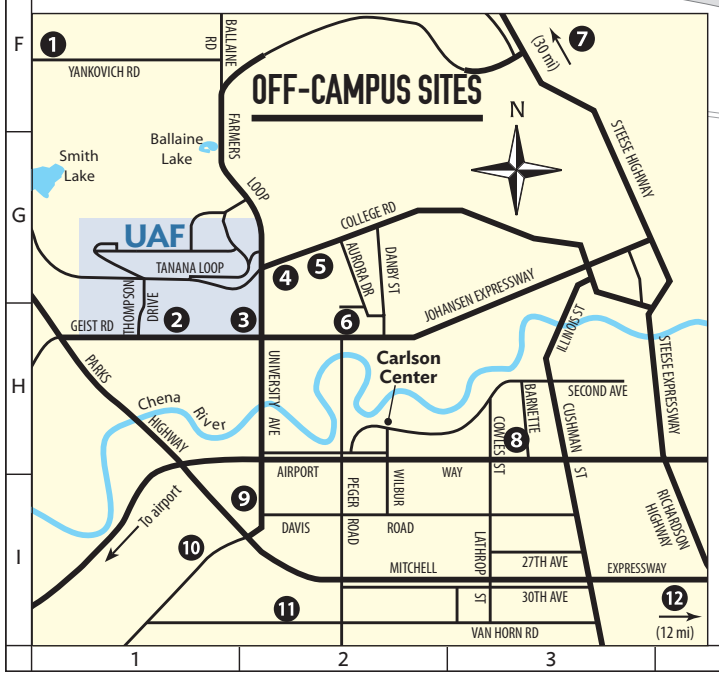 F
1
YANKOVICH RD
BALLAINE
RD
OFF-CAMPUS SITES
7
(30 mi)
N
STEESE HIGHWAY
FARMERS
LOOP
Ballaine
Lake
Smith
Lake
G
UAF
TANANA LOOP
COLLEGE RD
4
5
AURORA DR
DANBY ST
JOHANSEN EXPRESSWAY
THOMPSON
DRIVE
2
3
6
GEIST RD
ILLINOIS ST
H
PARKS
HIGHWAY
Chena
River
UNIVERSITY
AVE
Carlson
Center
SECOND AVE
BARNETTE
COWLES ST
8
CUSHMAN
ST
STEESE EXPRESSWAY
AIRPORT
WAY
9
PEGER
ROAD
WILBUR
RICHARDSON
HIGHWAY
To airport
DAVIS
ROAD
10
I
LATHROP
ST
MITCHELL
EXPRESSWAY
27TH AVE
30TH AVE
11
12
(12 mi)
VAN HORN RD
1
2
3